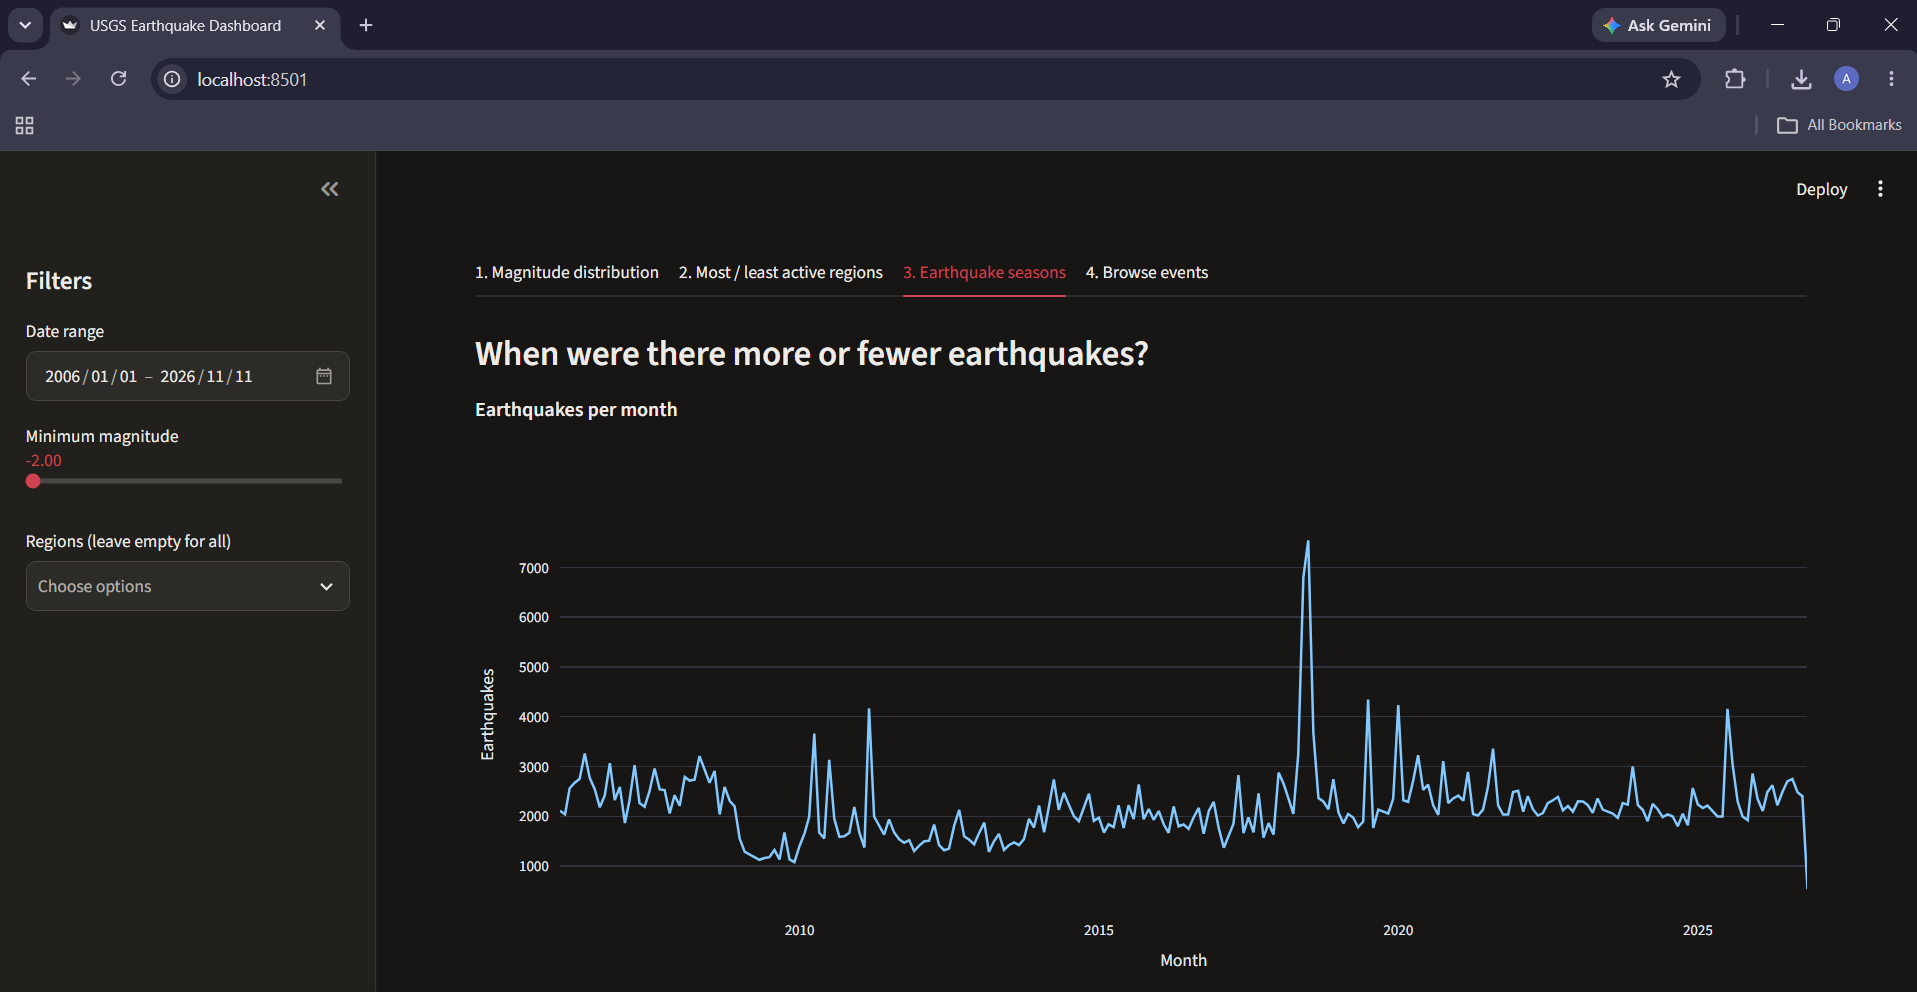 USGS Earthquake Dashboard
Ask Gemini
localhost:8501
A
All Bookmarks
Deploy
Filters
Date range
2006/01/01 – 2026/11/11
Minimum magnitude
-2.00
Regions (leave empty for all)
Choose options
1. Magnitude distribution 2. Most / least active regions 3. Earthquake seasons 4. Browse events
When were there more or fewer earthquakes?
Earthquakes per month
7000
6000
5000
4000
3000
2000
1000
Earthquakes
2010 2015 2020 2025
Month